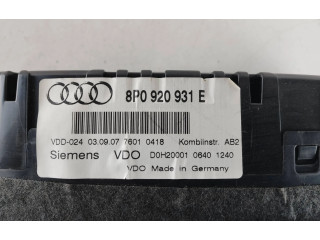 8P0 920 931 E
VDD-024 03.09.07 7601 0418 Kombiinstr. AB2
Siemens VDO D0H20001 0640 1240
VDO Made in Germany